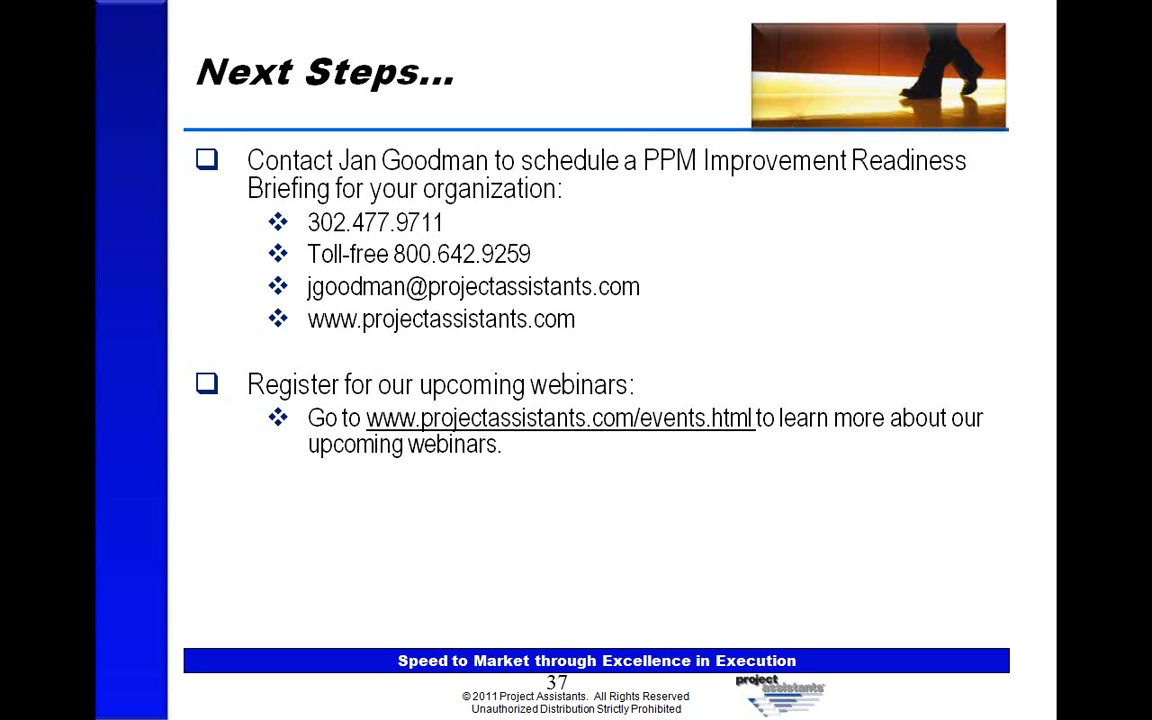 Next Steps...
Contact Jan Goodman to schedule a PPM Improvement Readiness
Briefing for your organization:
302.477.9711
Toll-free 800.642.9259
jgoodman@projectassistants.com
www.projectassistants.com
Register for our upcoming webinars:
Go to www.projectassistants.com/events.html to learn more about our
upcoming webinars.
Speed to Market through Excellence in Execution
37
© 2011 Project Assistants. All Rights Reserved
Unauthorized Distribution Strictly Prohibited
project
assistants